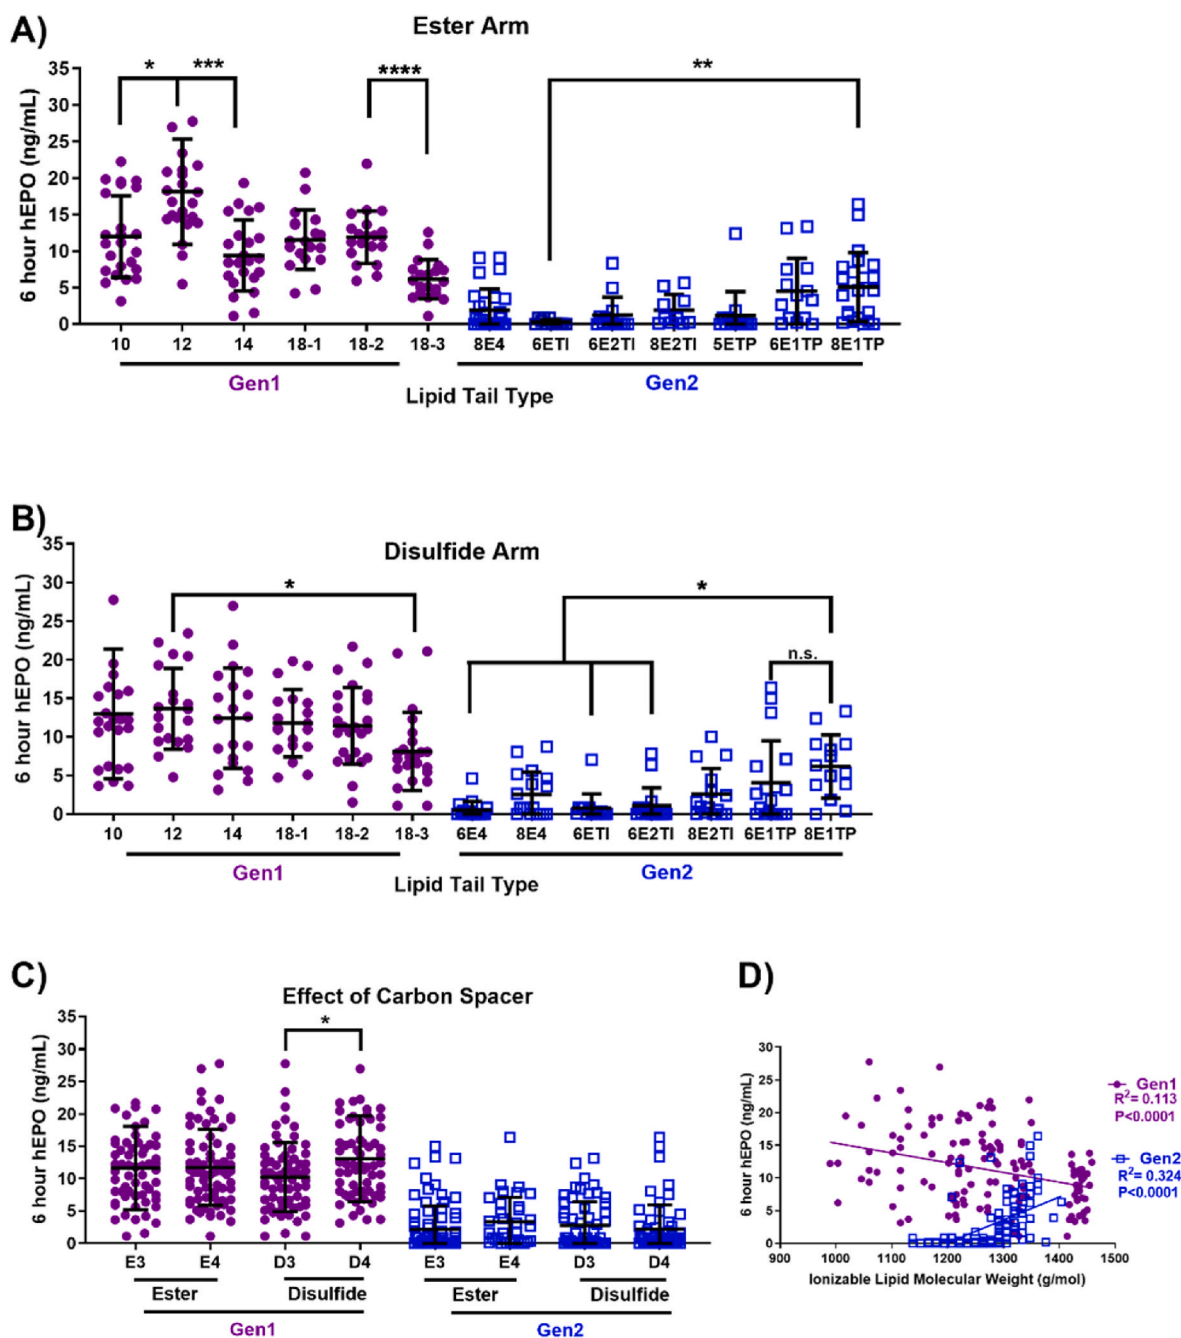 A)
Ester Arm
* *** **** **
35
30
25
20
15
10
5
0
6 hour hEPO (ng/mL)
10 12 14 18-1 18-2 18-3 8E4 6ETI 6E2TI 8E2TI 5ETP 6E1TP 8E1TP
Gen1 Gen2
Lipid Tail Type
B)
Disulfide Arm
* *
n.s.
35
30
25
20
15
10
5
0
6 hour hEPO (ng/mL)
10 12 14 18-1 18-2 18-3 6E4 8E4 6ETI 6E2TI 8E2TI 6E1TP 8E1TP
Gen1 Gen2
Lipid Tail Type
C)
Effect of Carbon Spacer
*
35
30
25
20
15
10
5
0
6 hour hEPO (ng/mL)
E3 E4 D3 D4 E3 E4 D3 D4
Ester Disulfide Ester Disulfide
Gen1 Gen2
D)
30
25
20
15
10
5
0
6 hour hEPO (ng/mL)
900 1000 1100 1200 1300 1400 1500
Ionizable Lipid Molecular Weight (g/mol)
Gen1
R²= 0.113
P<0.0001
Gen2
R²= 0.324
P<0.0001